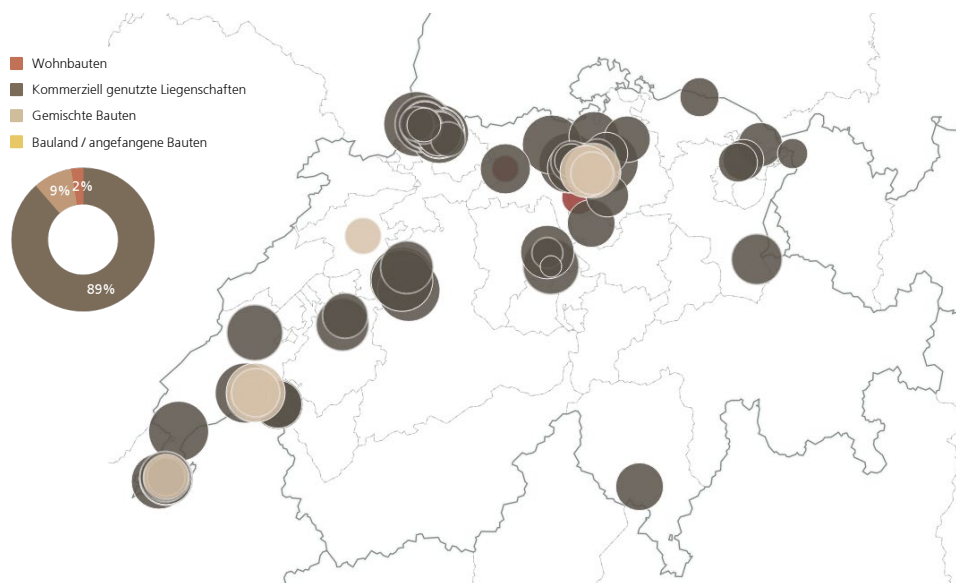 Wohnbauten
Kommerziell genutzte Liegenschaften
Gemischte Bauten
Bauland / angefangene Bauten
9%
2%
89%